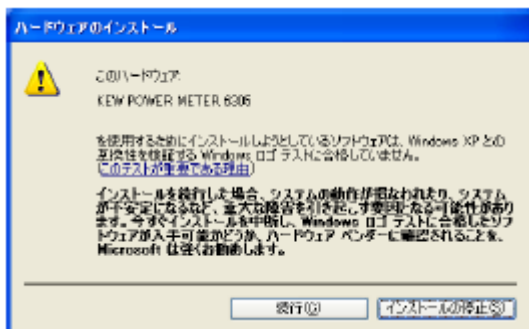 ハードウェアのインストール
このハードウェア:
KEW POWER METER 6305
を使用するためにインストールしようとしているソフトウェアは、Windows XP との
互換性を検証する Windows ロゴ テストに合格していません。
(このテストが重要である理由)
インストールを続行した場合、システムの動作が損なわれたり、システム
が不安定になるなど、重大な障害を引き起こす要因となる可能性があり
ます。今すぐインストールを中断し、Windows ロゴ テストに合格したソフ
トウェアが入手可能かどうか、ハードウェア ベンダーに確認されることを、
Microsoft は強くお勧めします。
続行(C) インストールの停止(S)